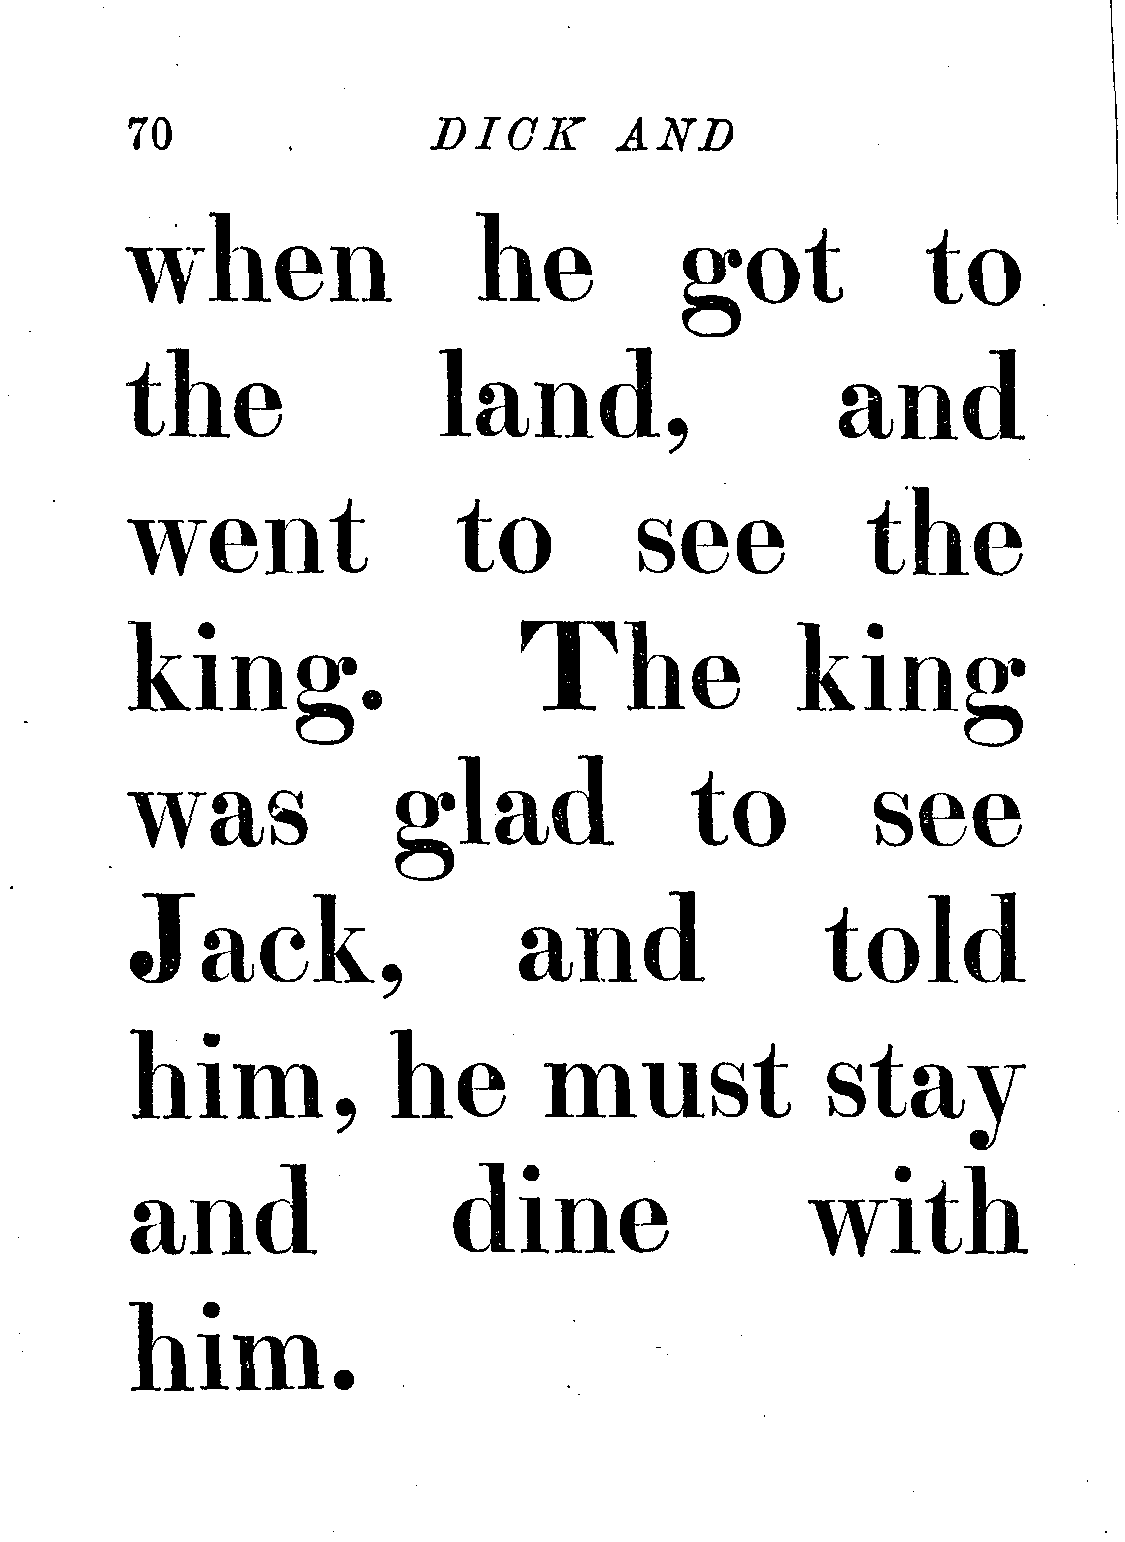 70 DICK AND
when he got to
the land, and
went to see the
king. The king
was glad to see
Jack, and told
him, he must stay
and dine with
him.